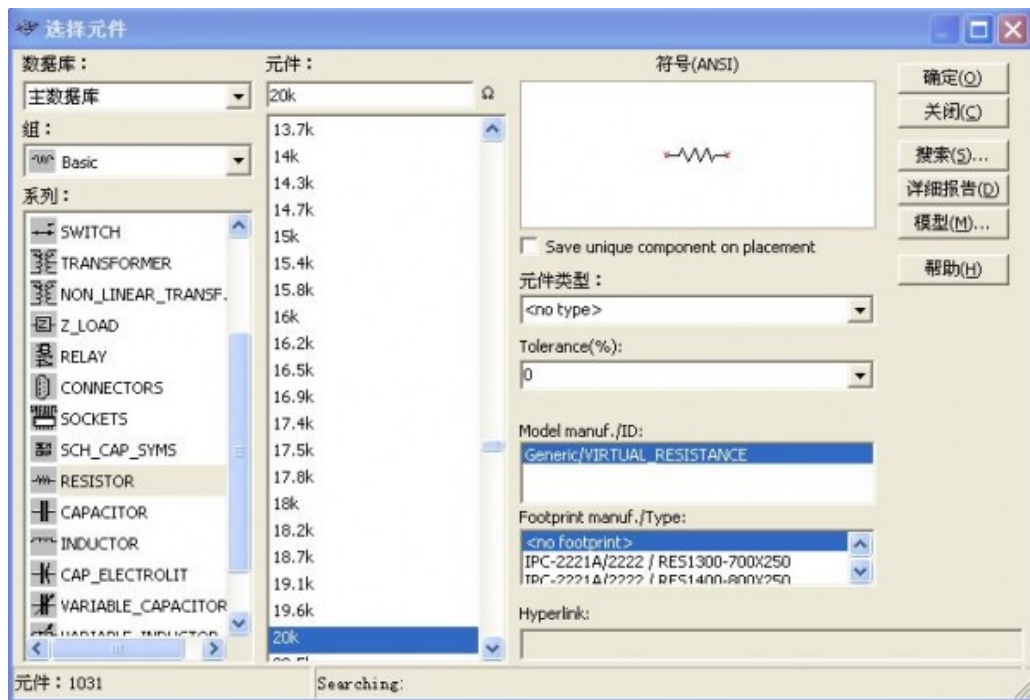 选择元件
数据库：
主数据库
组：
Basic
系列：
SWITCH
TRANSFORMER
NON_LINEAR_TRANSF.
Z_LOAD
RELAY
CONNECTORS
SOCKETS
SCH_CAP_SYMS
RESISTOR
CAPACITOR
INDUCTOR
CAP_ELECTROLIT
VARIABLE_CAPACITOR
元件：
20k
Ω
13.7k
14k
14.3k
14.7k
15k
15.4k
15.8k
16k
16.2k
16.5k
16.9k
17.4k
17.5k
17.8k
18k
18.2k
18.7k
19.1k
19.6k
20k
符号(ANSI)
Save unique component on placement
元件类型：
<no type>
Tolerance(%):
0
Model manuf./ID:
Generic/VIRTUAL_RESISTANCE
Footprint manuf./Type:
<no footprint>
IPC-2221A/2222 / RES1300-700X250
IPC-2221A/2222 / RES1400-800X250
Hyperlink:
确定(O)
关闭(C)
搜索(S)...
详细报告(D)
模型(M)...
帮助(H)
元件：1031
Searching: